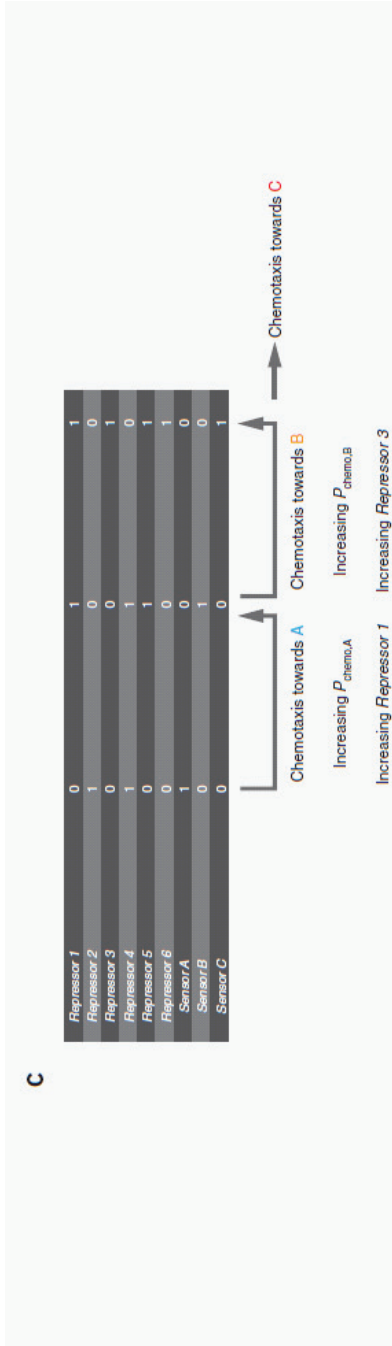 C
Repressor 1 0 1 1
Repressor 2 1 0 0
Repressor 3 0 0 1
Repressor 4 1 1 0
Repressor 5 0 1 1
Repressor 6 0 0 1
Sensor A 1 0 0
Sensor B 0 1 0
Sensor C 0 0 1
Chemotaxis towards A
Increasing Pchemo,A
Increasing Repressor 1
Chemotaxis towards B
Increasing Pchemo,B
Increasing Repressor 3
Chemotaxis towards C